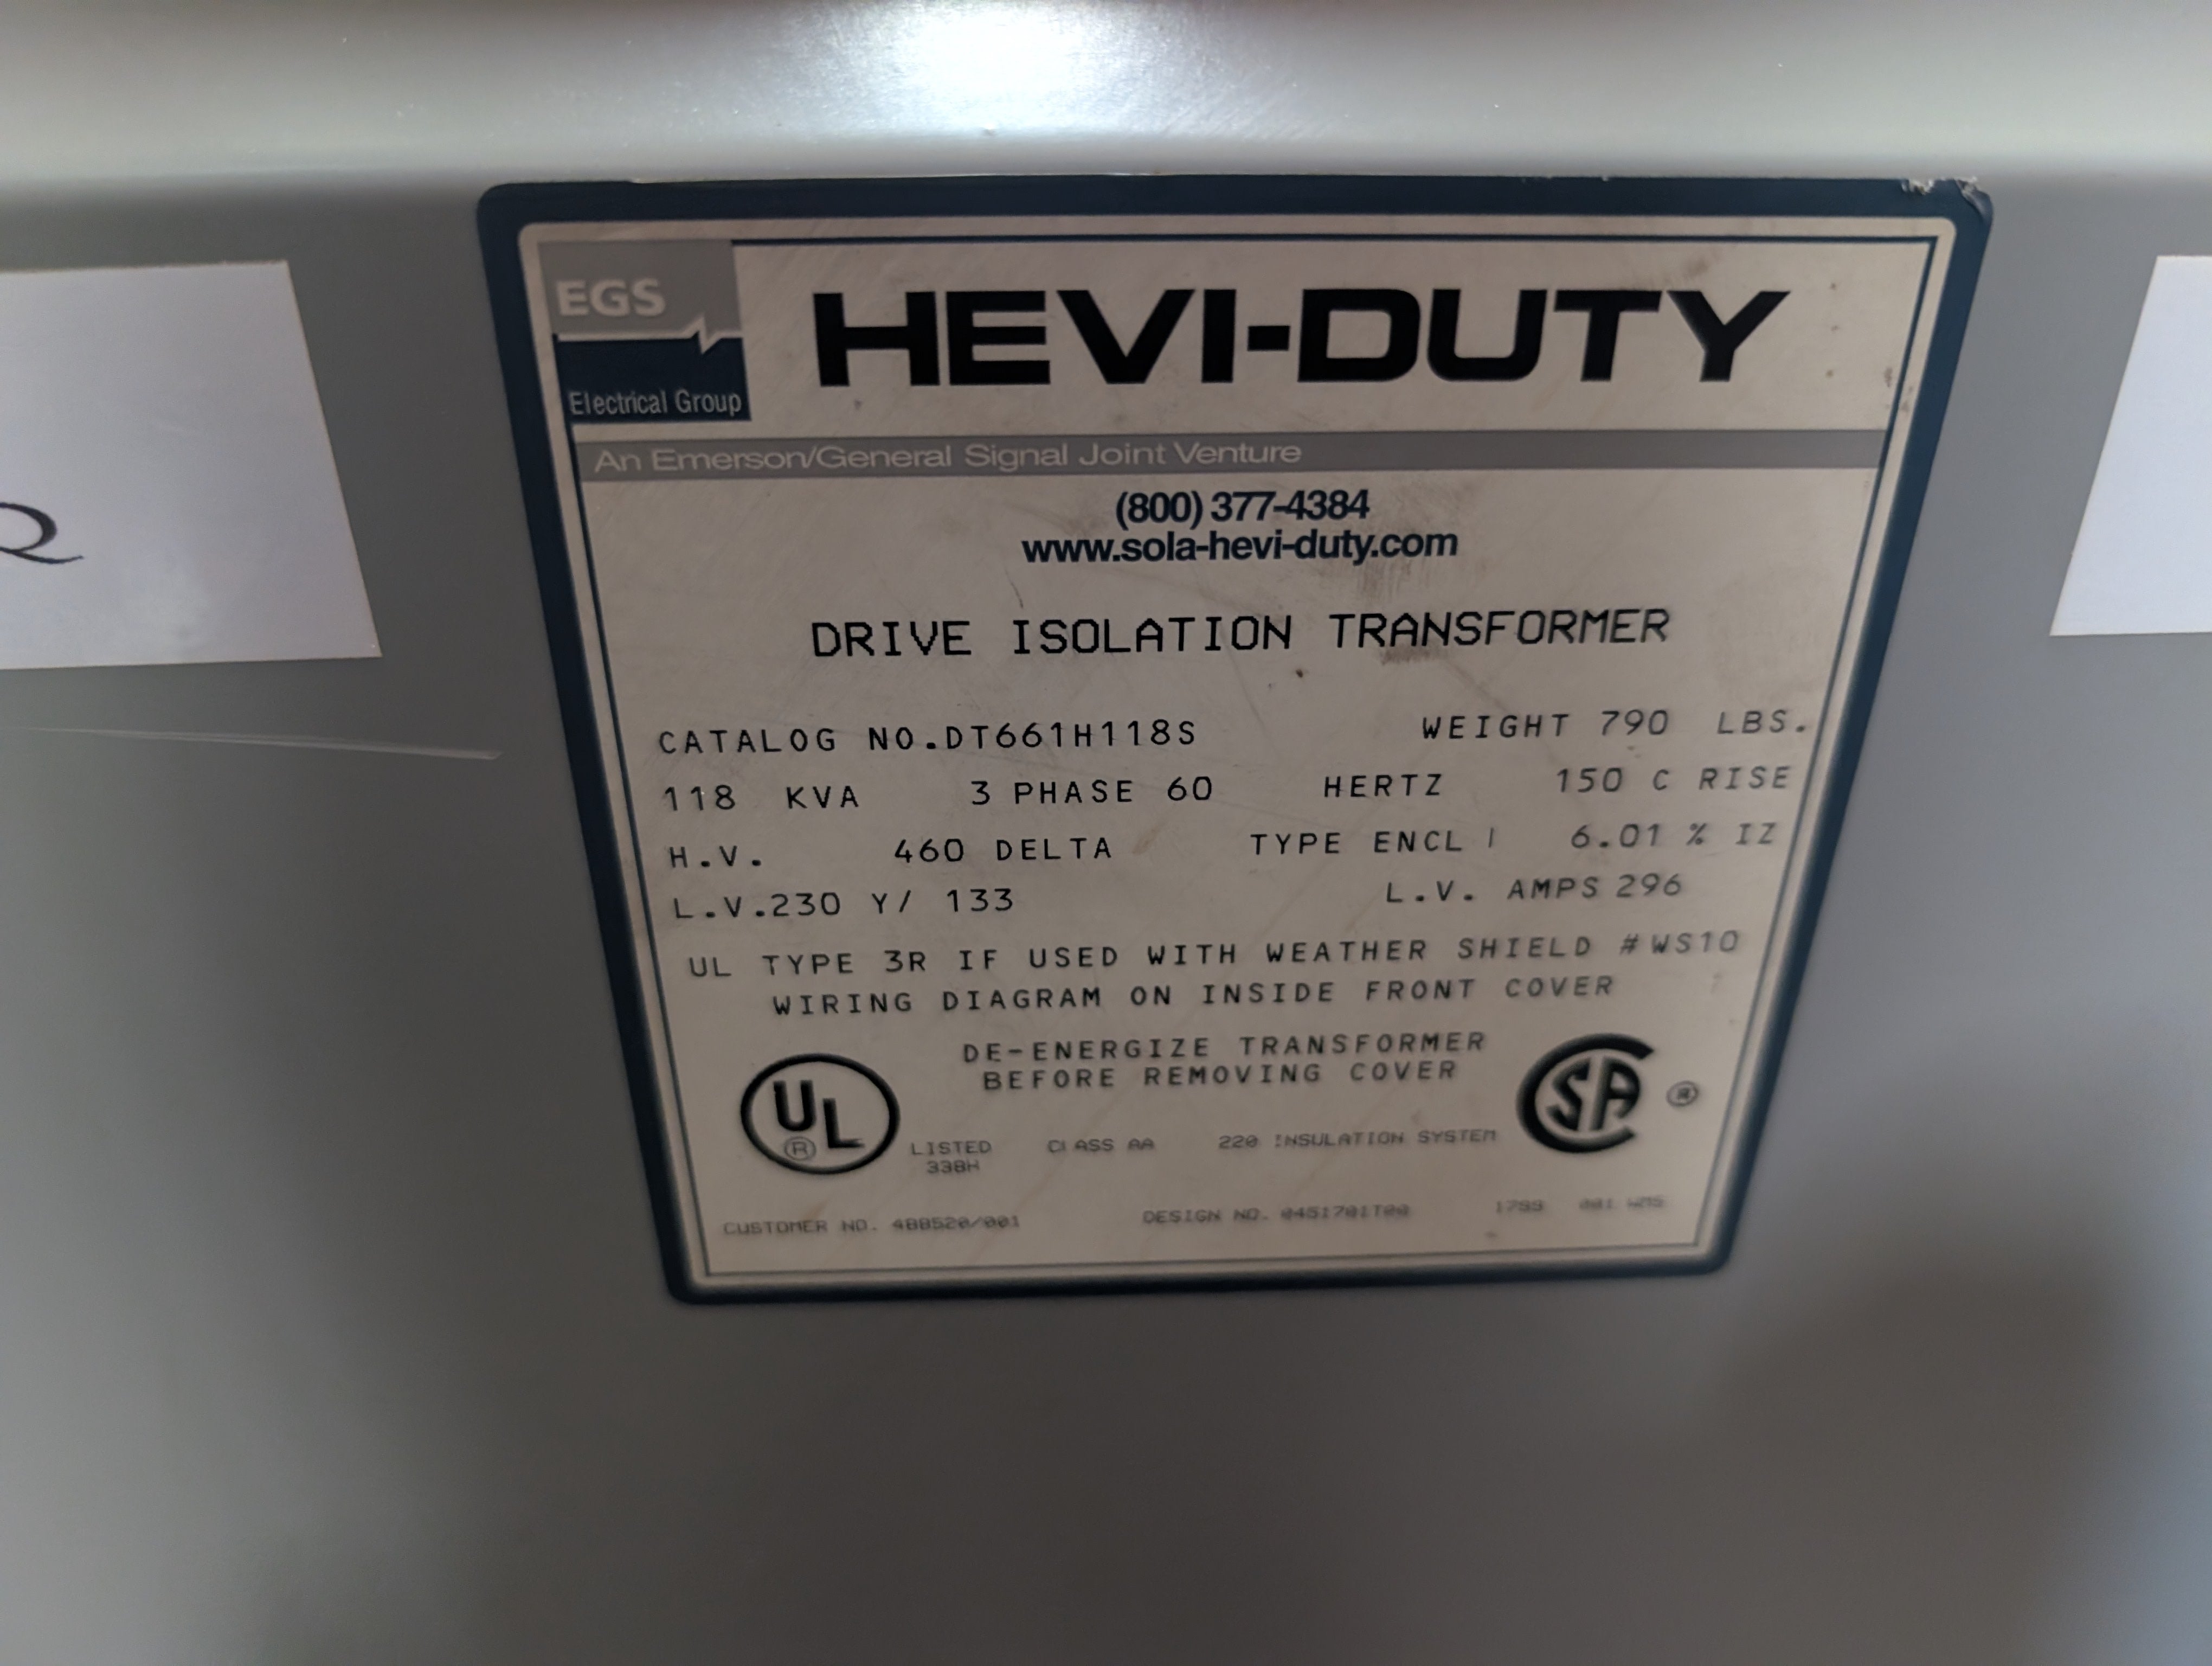 EGS
Electrical Group
HEVI-DUTY
An Emerson/General Signal Joint Venture
(800) 377-4384
www.sola-hevi-duty.com
DRIVE ISOLATION TRANSFORMER
CATALOG NO.DT661H118S WEIGHT 790 LBS.
118 KVA 3 PHASE 60 HERTZ 150 C RISE
H.V. 460 DELTA TYPE ENCL 1 6.01 % IZ
L.V.230 Y/ 133 L.V. AMPS 296
UL TYPE 3R IF USED WITH WEATHER SHIELD #WS10
WIRING DIAGRAM ON INSIDE FRONT COVER
DE-ENERGIZE TRANSFORMER
BEFORE REMOVING COVER
UL ® LISTED CLASS AA 220 INSULATION SYSTEM SA ®
338H
CUSTOMER NO. DESIGN NO.
Q